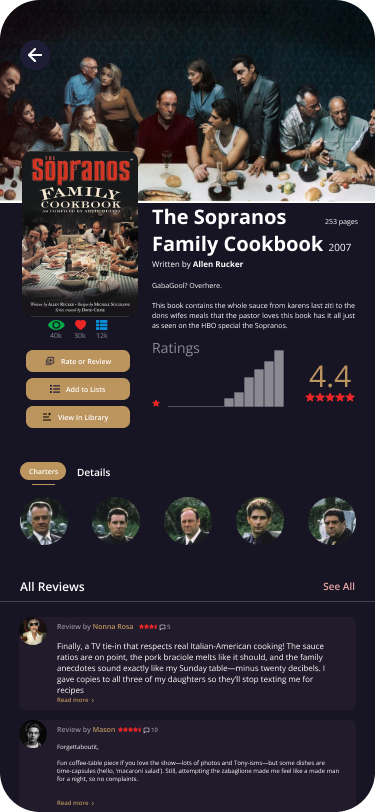 THE
Sopranos
FAMILY
COOKBOOK
AS COMPILED BY ARTIE BUCCO
Written by ALLEN RUCKER • Recipes by MICHELE SCICOLONE
Series created by DAVID CHASE
40k 30k 12k
Rate or Review
Add to Lists
View In Library
The Sopranos
253 pages
Family Cookbook 2007
Written by Allen Rucker
GabaGool? Overhere.
This book contains the whole sauce from karens last ziti to the
dons wifes meals that the pastor loves this book has it all just
as seen on the HBO special the Sopranos.
Ratings
4.4
Charters Details
All Reviews See All
Review by Nonna Rosa 5
Finally, a TV tie-in that respects real Italian-American cooking! The sauce
ratios are on point, the pork braciole melts like it should, and the family
anecdotes sound exactly like my Sunday table—minus twenty decibels. I
gave copies to all three of my daughters so they'll stop texting me for
recipes
Read more >
Review by Mason 10
Forgettaboutit,
Fun coffee-table piece if you love the show—lots of photos and Tony-isms—but some dishes are
time-capsules (hello, 'macaroni salad'). Still, attempting the zabaglione made me feel like a made man
for a night, so no complaints.
Read more >